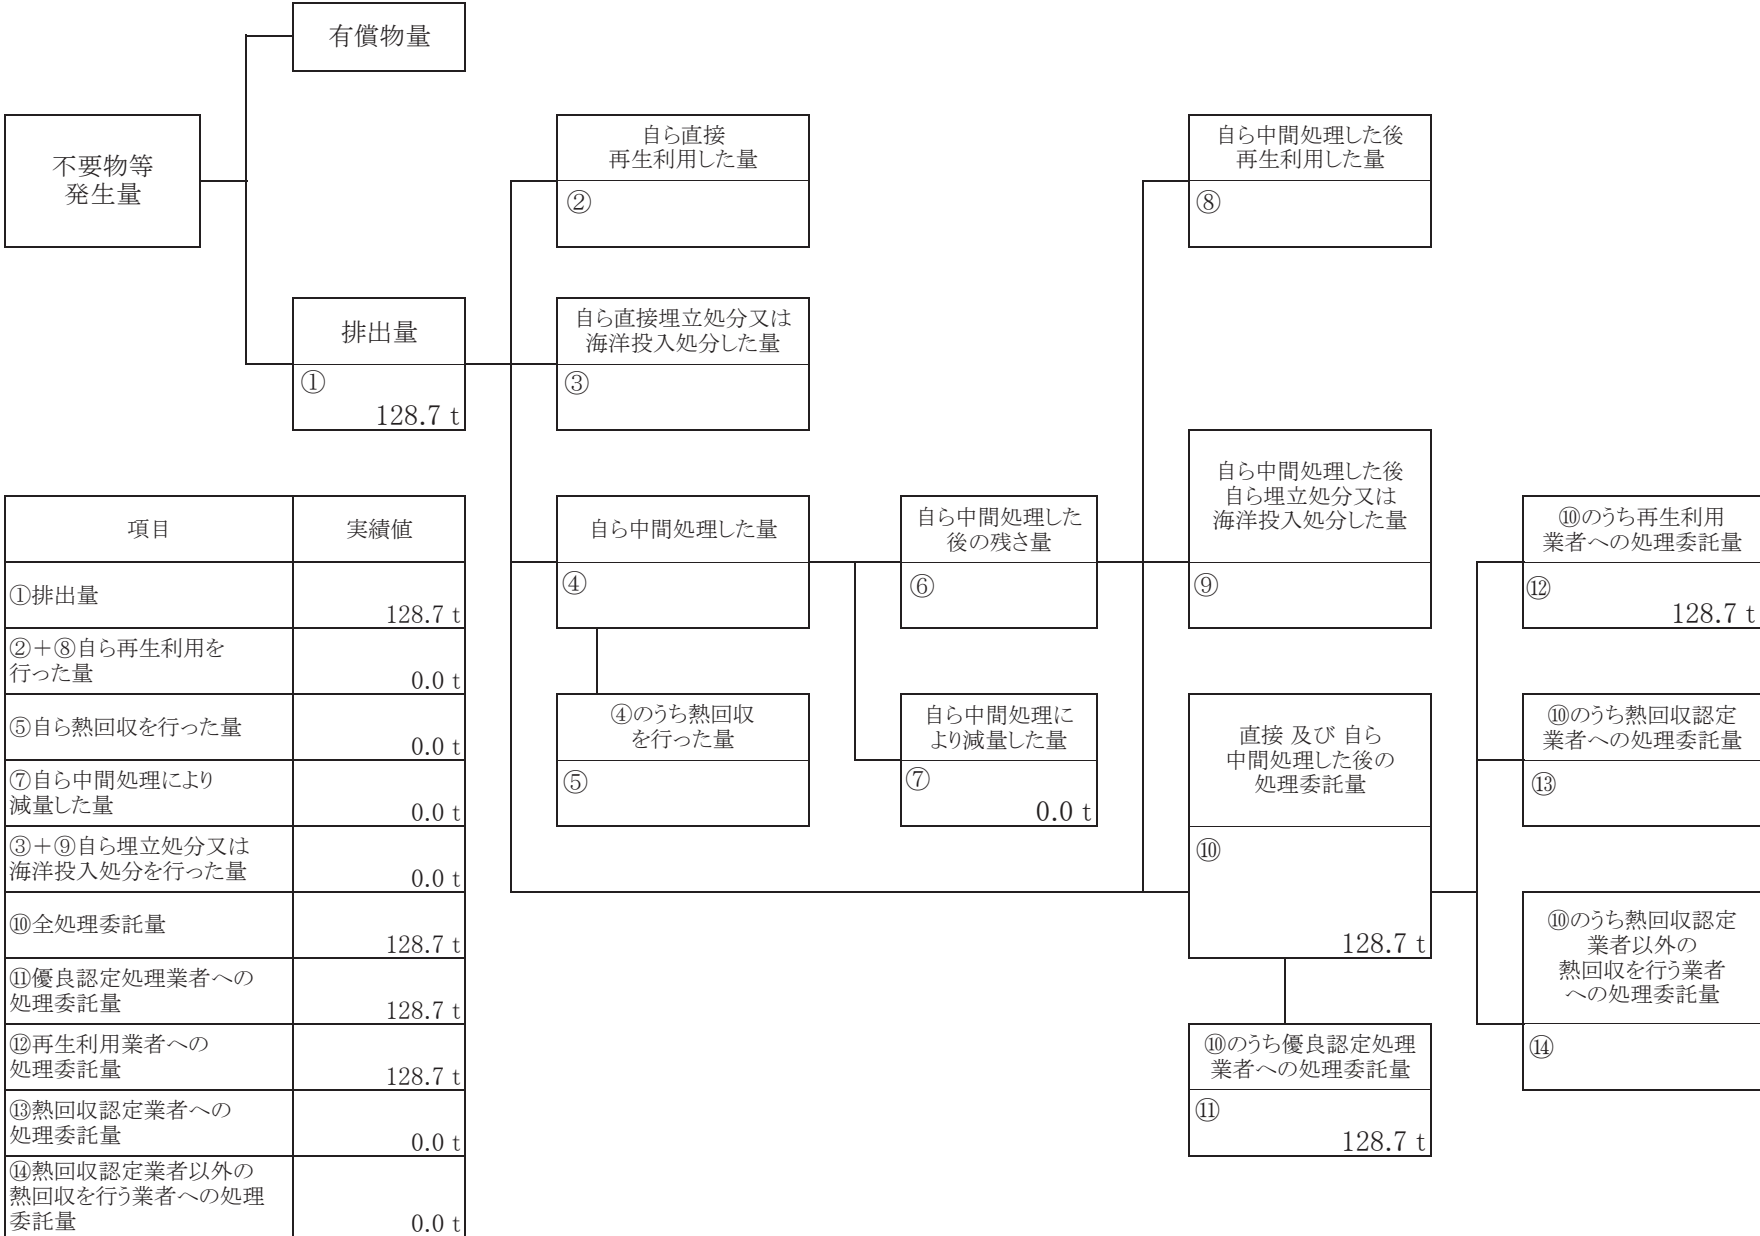 有償物量
不要物等
発生量
自ら直接
再生利用した量
②
自ら中間処理した後
再生利用した量
⑧
排出量
①
128.7 t
自ら直接埋立処分又は
海洋投入処分した量
③
項目
実績値
①排出量
128.7 t
②＋⑧自ら再生利用を
行った量
0.0 t
⑤自ら熱回収を行った量
0.0 t
⑦自ら中間処理により
減量した量
0.0 t
③＋⑨自ら埋立処分又は
海洋投入処分を行った量
0.0 t
⑩全処理委託量
128.7 t
⑪優良認定処理業者への
処理委託量
128.7 t
⑫再生利用業者への
処理委託量
128.7 t
⑬熱回収認定業者への
処理委託量
0.0 t
⑭熱回収認定業者以外の
熱回収を行う業者への処理
委託量
0.0 t
自ら中間処理した量
④
④のうち熱回収
を行った量
⑤
自ら中間処理した
後の残さ量
⑥
自ら中間処理に
より減量した量
⑦
0.0 t
自ら中間処理した後
自ら埋立処分又は
海洋投入処分した量
⑨
直接 及び 自ら
中間処理した後の
処理委託量
⑩
128.7 t
⑩のうち優良認定処理
業者への処理委託量
⑪
128.7 t
⑩のうち再生利用
業者への処理委託量
⑫
128.7 t
⑩のうち熱回収認定
業者への処理委託量
⑬
⑩のうち熱回収認定
業者以外の
熱回収を行う業者
への処理委託量
⑭